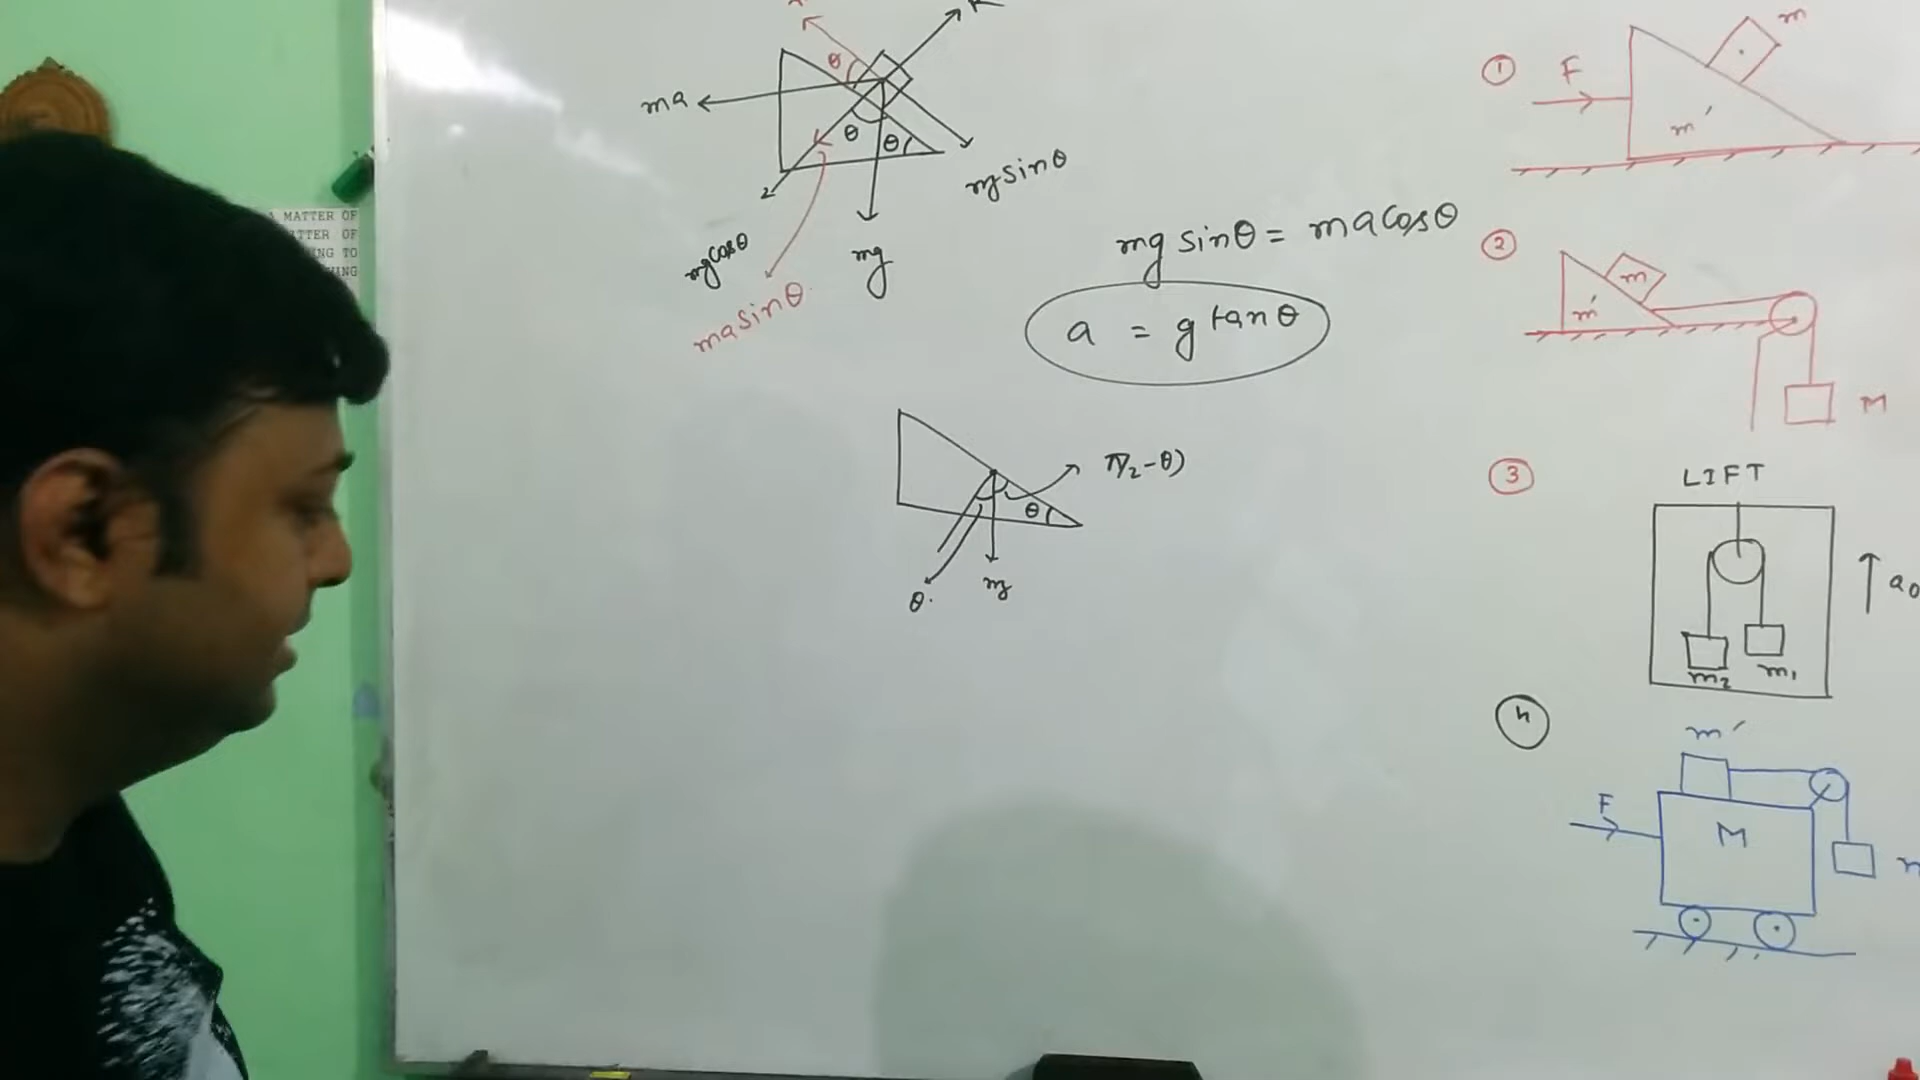 A MATTER OF
ATTER OF
ING TO
ING
θ
ma
θ
θ
mg sinθ
mg cosθ
mg
ma sinθ.
mg sinθ = ma cosθ
a = g tanθ
π/2 - θ)
θ
θ.
mg
1
F
m
m'
2
m
m'
M
3
LIFT
a0
m2
m1
4
m'
F
M